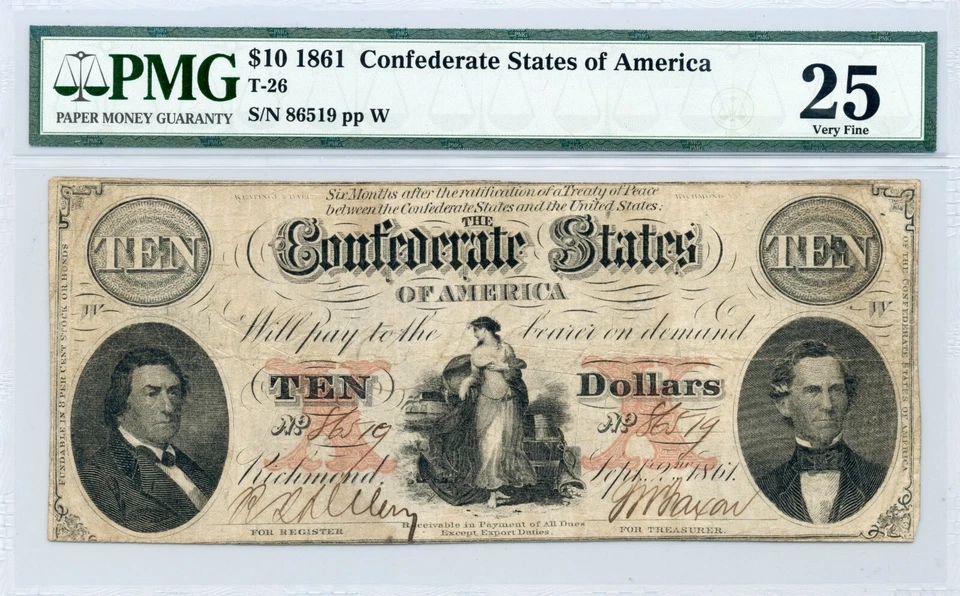 PMG
PAPER MONEY GUARANTY
$10 1861 Confederate States of America
T-26
S/N 86519 pp W
25
Very Fine
Six Months after the ratification of a Treaty of Peace
between the Confederate States and the United States:
RICHMOND
THE
TEN Confederate States TEN
OF AMERICA
W W
Will pay to the bearer on demand
TEN Dollars
X X
No 86519 No 86519
Richmond, Sept. 2nd 1861.
FOR REGISTER
Receivable in Payment of All Dues
Except Export Duties.
FOR TREASURER.
FUNDABLE IN 8 PER CENT STOCK OR BONDS
OF THE CONFEDERATE STATES OF AMERICA